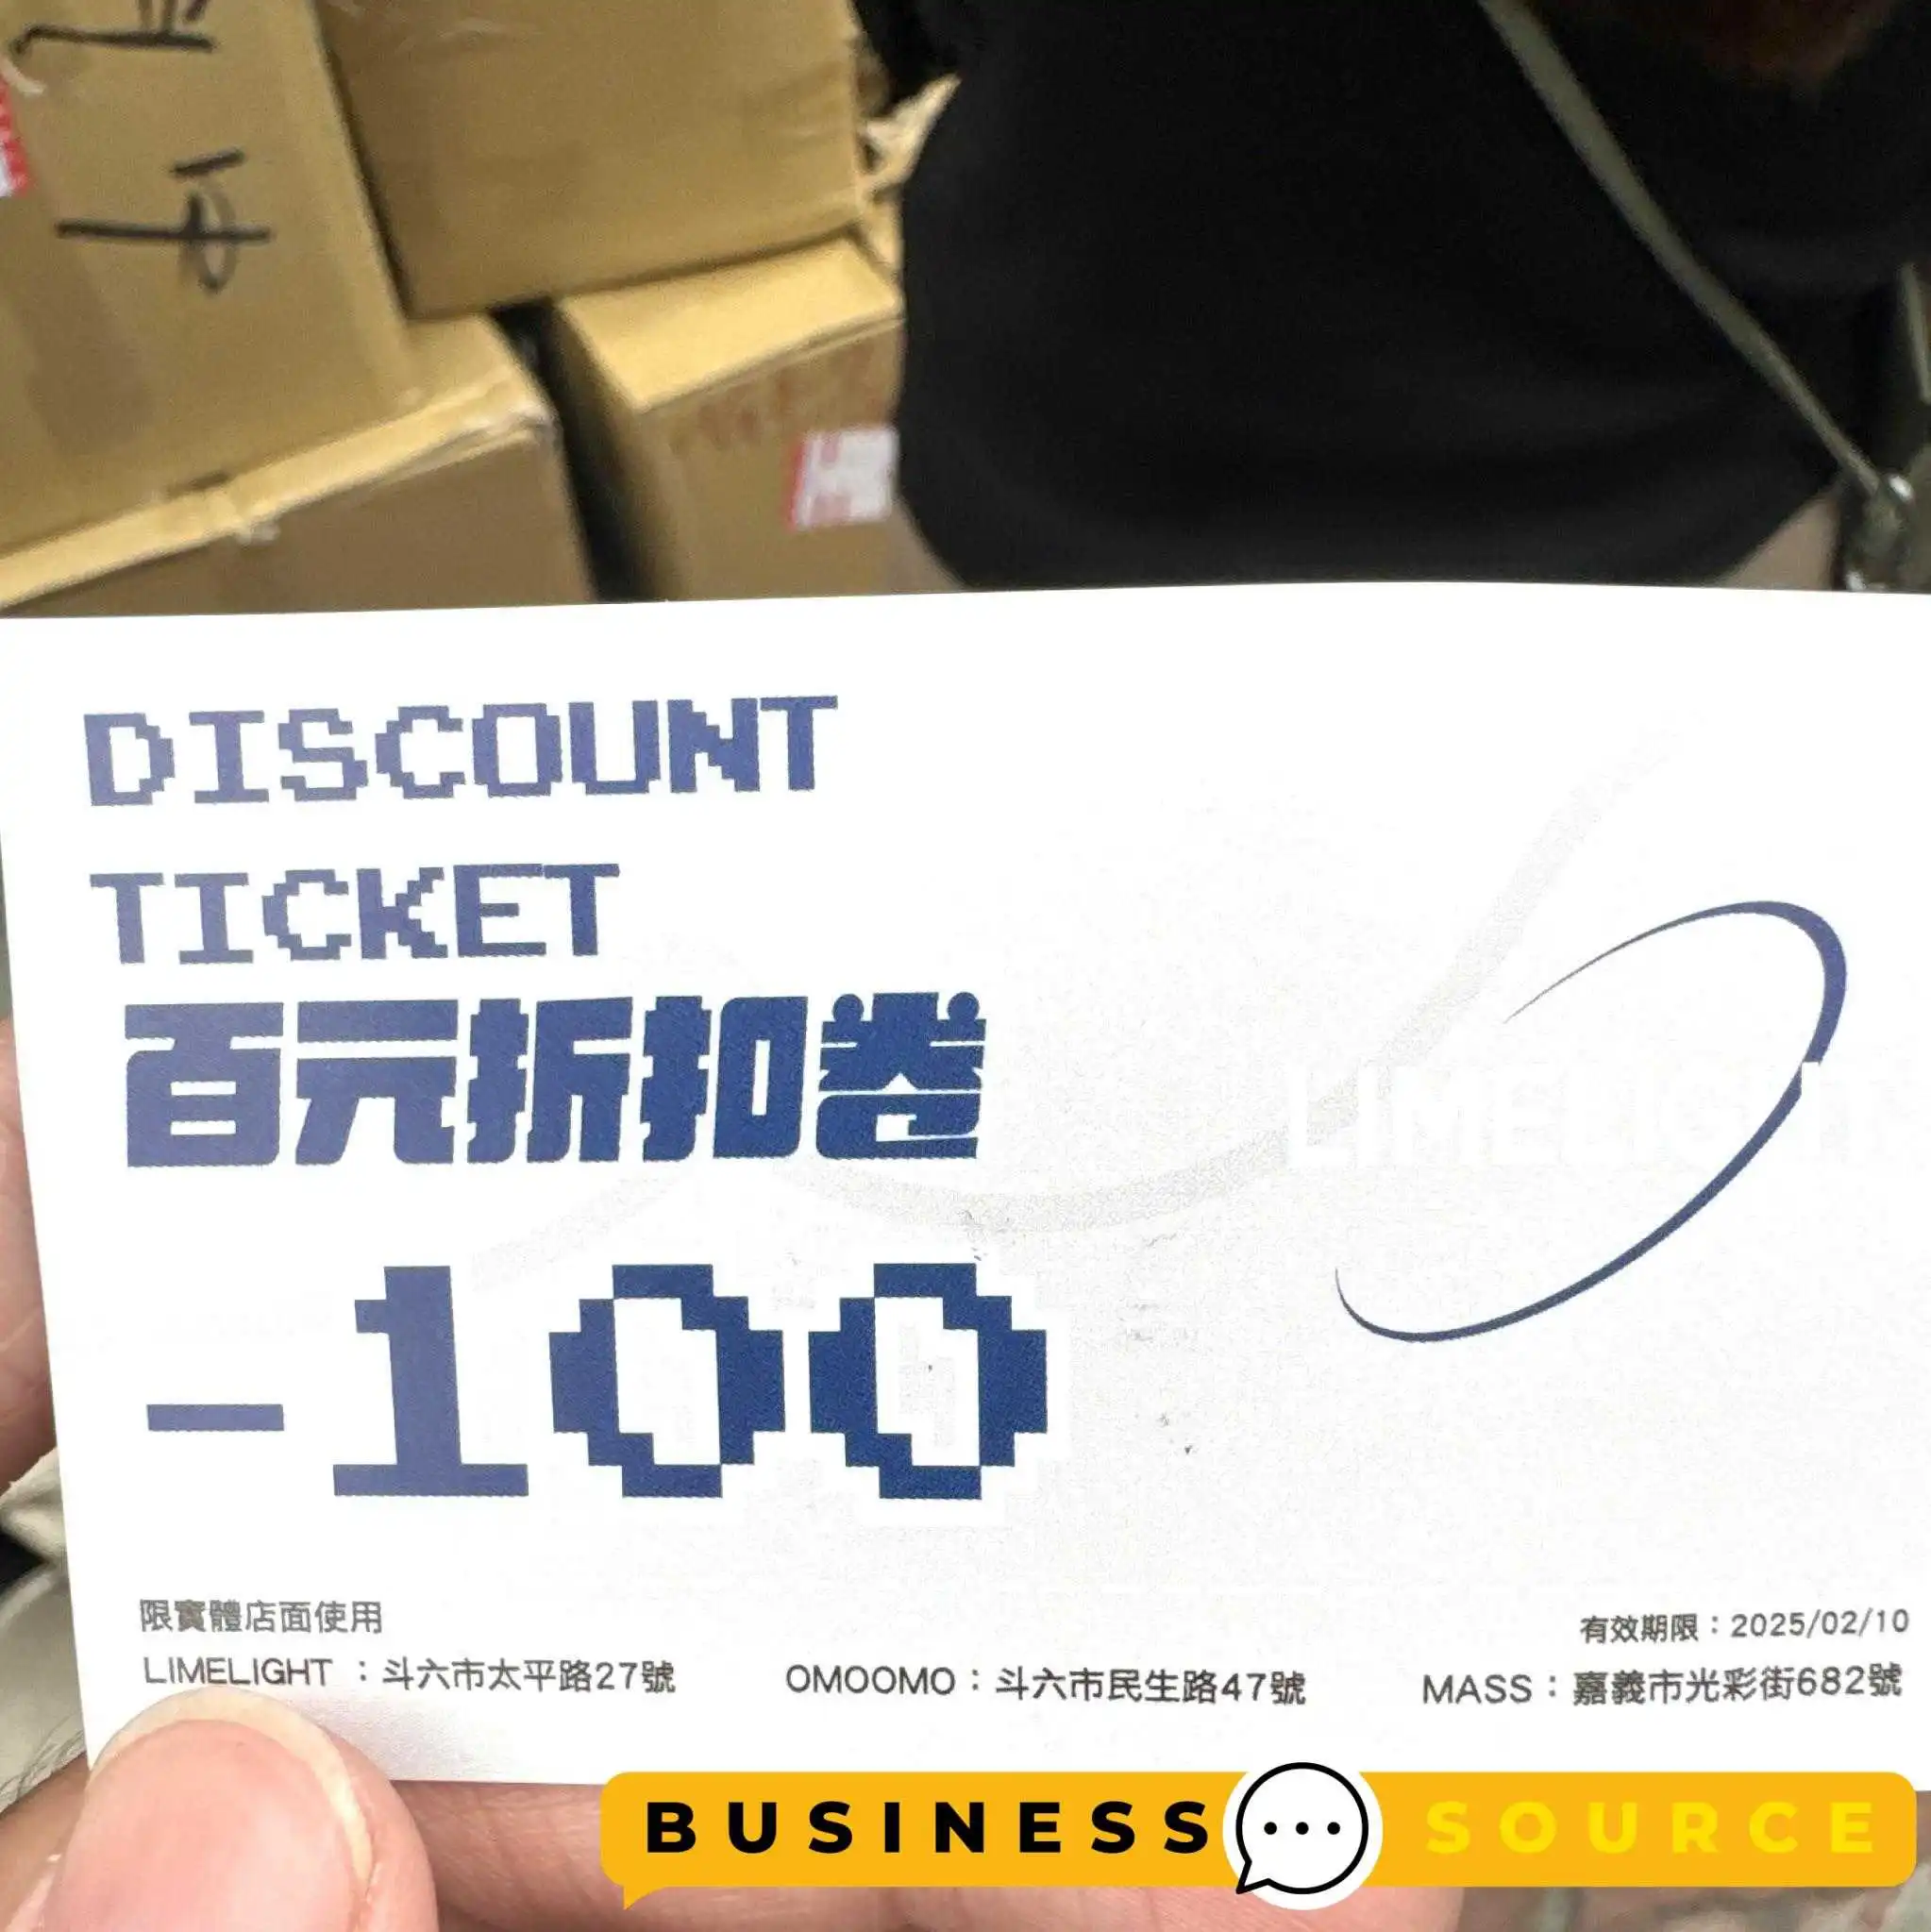 DISCOUNT
TICKET
百元折扣卷
-100
LIMELIGHT
限實體店面使用
有效期限：2025/02/10
LIMELIGHT ：斗六市太平路27號
OMOOMO：斗六市民生路47號
MASS：嘉義市光彩街682號
BUSINESS SOURCE